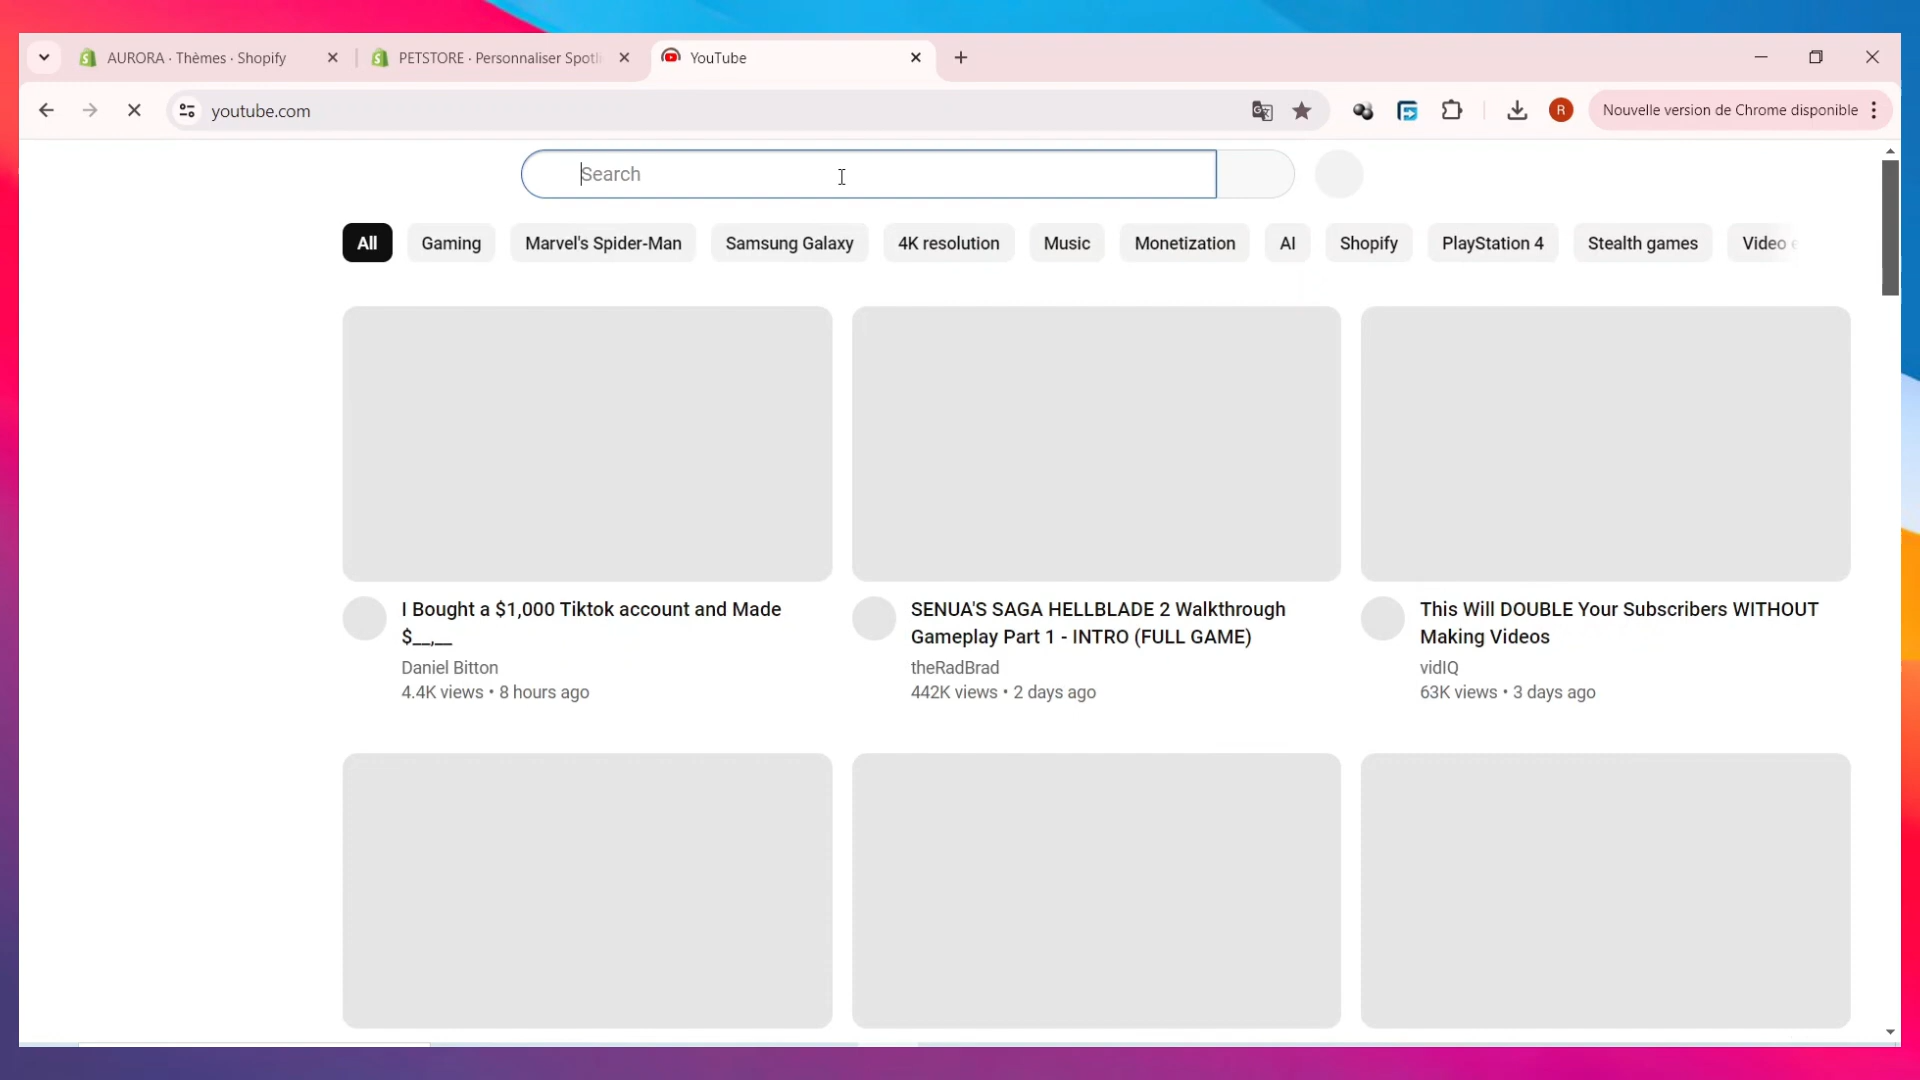 AURORA · Thèmes · Shopify
PETSTORE · Personnaliser Spotli
YouTube
youtube.com
R
Nouvelle version de Chrome disponible
Search
All
Gaming
Marvel's Spider-Man
Samsung Galaxy
4K resolution
Music
Monetization
AI
Shopify
PlayStation 4
Stealth games
Video e
I Bought a $1,000 Tiktok account and Made
$__,__
Daniel Bitton
4.4K views • 8 hours ago
SENUA'S SAGA HELLBLADE 2 Walkthrough
Gameplay Part 1 - INTRO (FULL GAME)
theRadBrad
442K views • 2 days ago
This Will DOUBLE Your Subscribers WITHOUT
Making Videos
vidIQ
63K views • 3 days ago